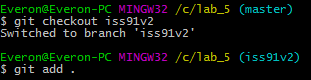 Everon@Everon-PC MINGW32 /c/lab_5 (master)
$ git checkout iss91v2
Switched to branch 'iss91v2'
Everon@Everon-PC MINGW32 /c/lab_5 (iss91v2)
$ git add .